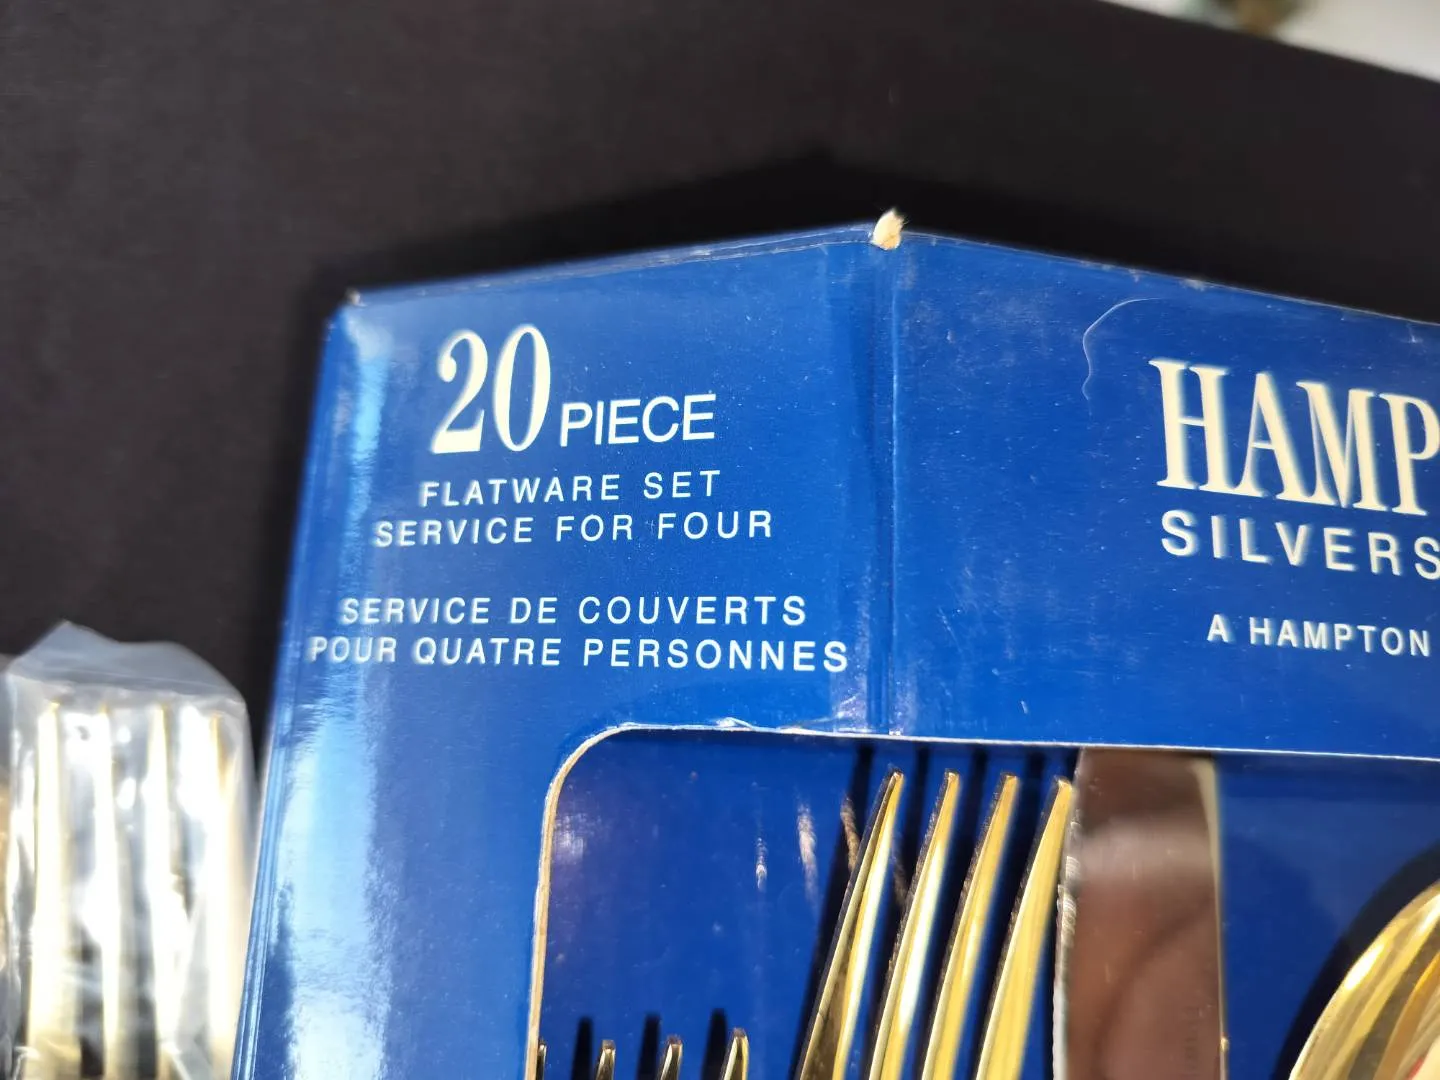 20 PIECE
FLATWARE SET
SERVICE FOR FOUR
SERVICE DE COUVERTS
POUR QUATRE PERSONNES
HAMP
SILVERS
A HAMPTON